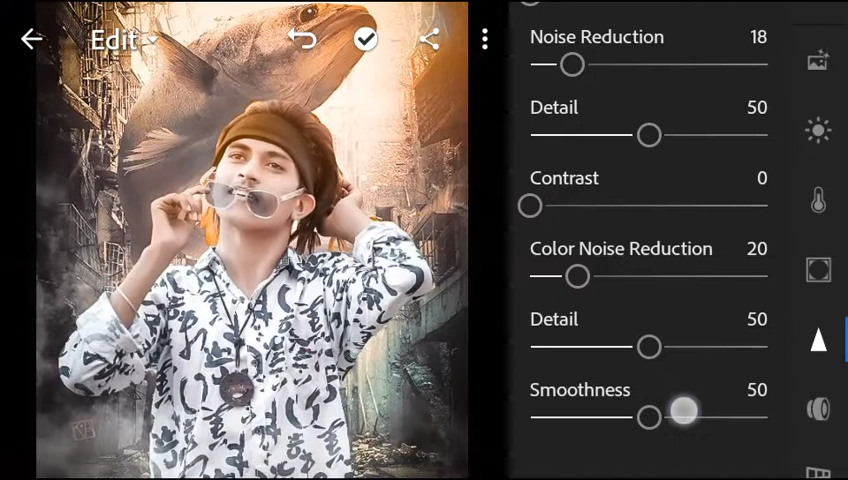 Edit
Noise Reduction 18
Detail 50
Contrast 0
Color Noise Reduction 20
Detail 50
Smoothness 50